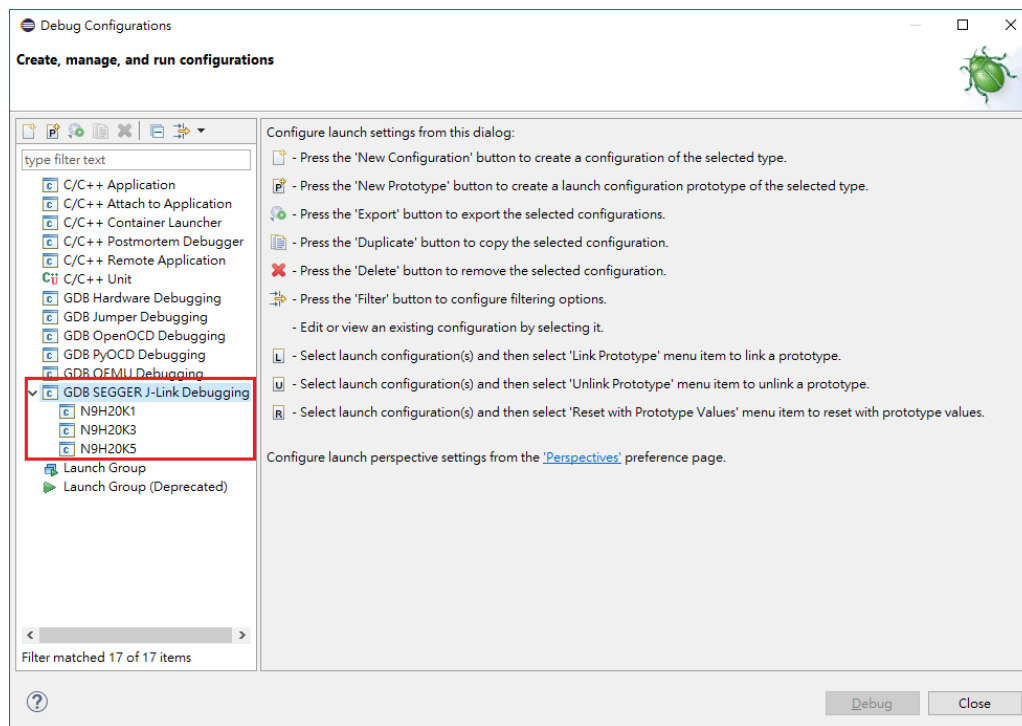 Debug Configurations
Create, manage, and run configurations
type filter text
C/C++ Application
C/C++ Attach to Application
C/C++ Container Launcher
C/C++ Postmortem Debugger
C/C++ Remote Application
C/C++ Unit
GDB Hardware Debugging
GDB Jumper Debugging
GDB OpenOCD Debugging
GDB PyOCD Debugging
GDB QEMU Debugging
GDB SEGGER J-Link Debugging
N9H20K1
N9H20K3
N9H20K5
Launch Group
Launch Group (Deprecated)
Filter matched 17 of 17 items
Configure launch settings from this dialog:
- Press the 'New Configuration' button to create a configuration of the selected type.
- Press the 'New Prototype' button to create a launch configuration prototype of the selected type.
- Press the 'Export' button to export the selected configurations.
- Press the 'Duplicate' button to copy the selected configuration.
- Press the 'Delete' button to remove the selected configuration.
- Press the 'Filter' button to configure filtering options.
- Edit or view an existing configuration by selecting it.
L - Select launch configuration(s) and then select 'Link Prototype' menu item to link a prototype.
U - Select launch configuration(s) and then select 'Unlink Prototype' menu item to unlink a prototype.
R - Select launch configuration(s) and then select 'Reset with Prototype Values' menu item to reset with prototype values.
Configure launch perspective settings from the 'Perspectives' preference page.
Debug
Close